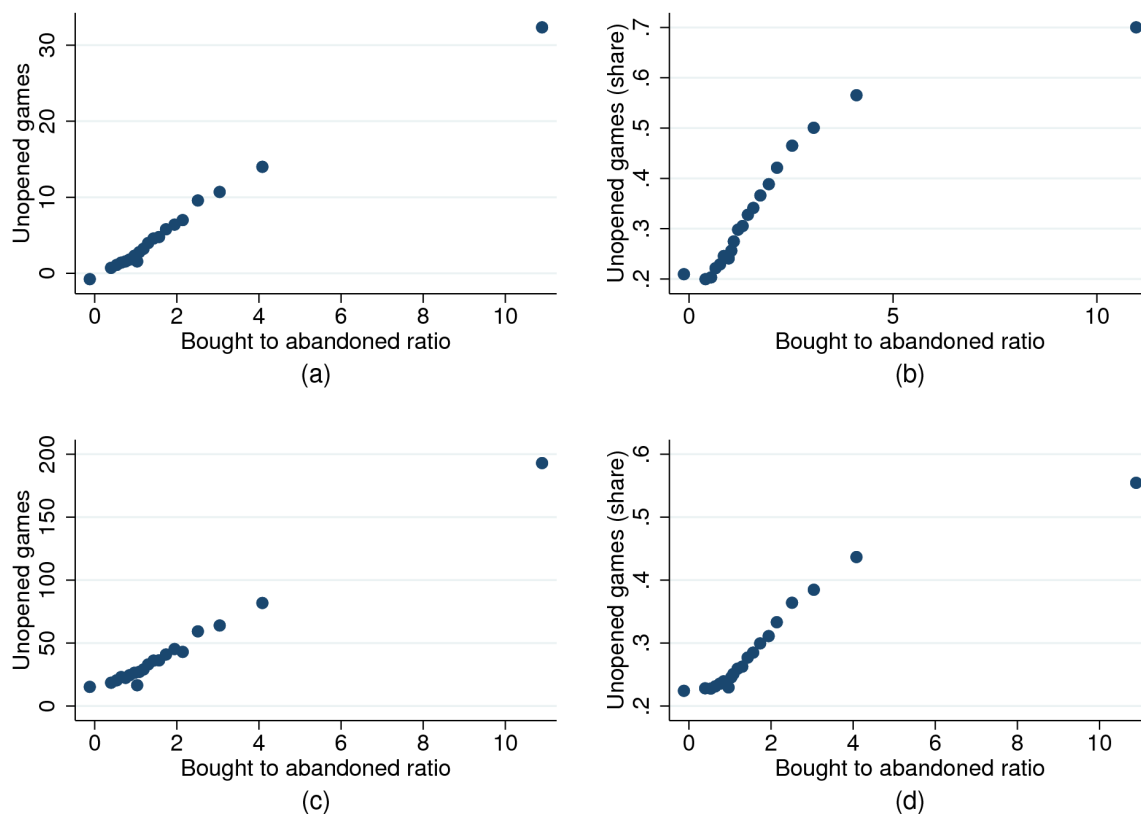 Unopened games
30
20
10
0
0 2 4 6 8 10
Bought to abandoned ratio
(a)
Unopened games (share)
.7
.6
.5
.4
.3
.2
0 5 10
Bought to abandoned ratio
(b)
Unopened games
200
150
100
50
0
0 2 4 6 8 10
Bought to abandoned ratio
(c)
Unopened games (share)
.6
.5
.4
.3
.2
0 2 4 6 8 10
Bought to abandoned ratio
(d)